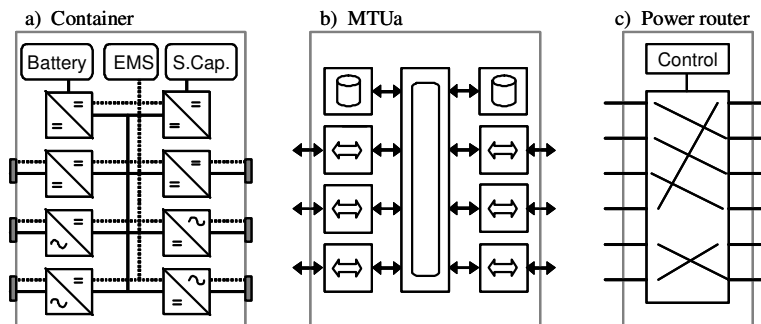 a) Container
b) MTUa
c) Power router
Battery
EMS
S.Cap.
Control